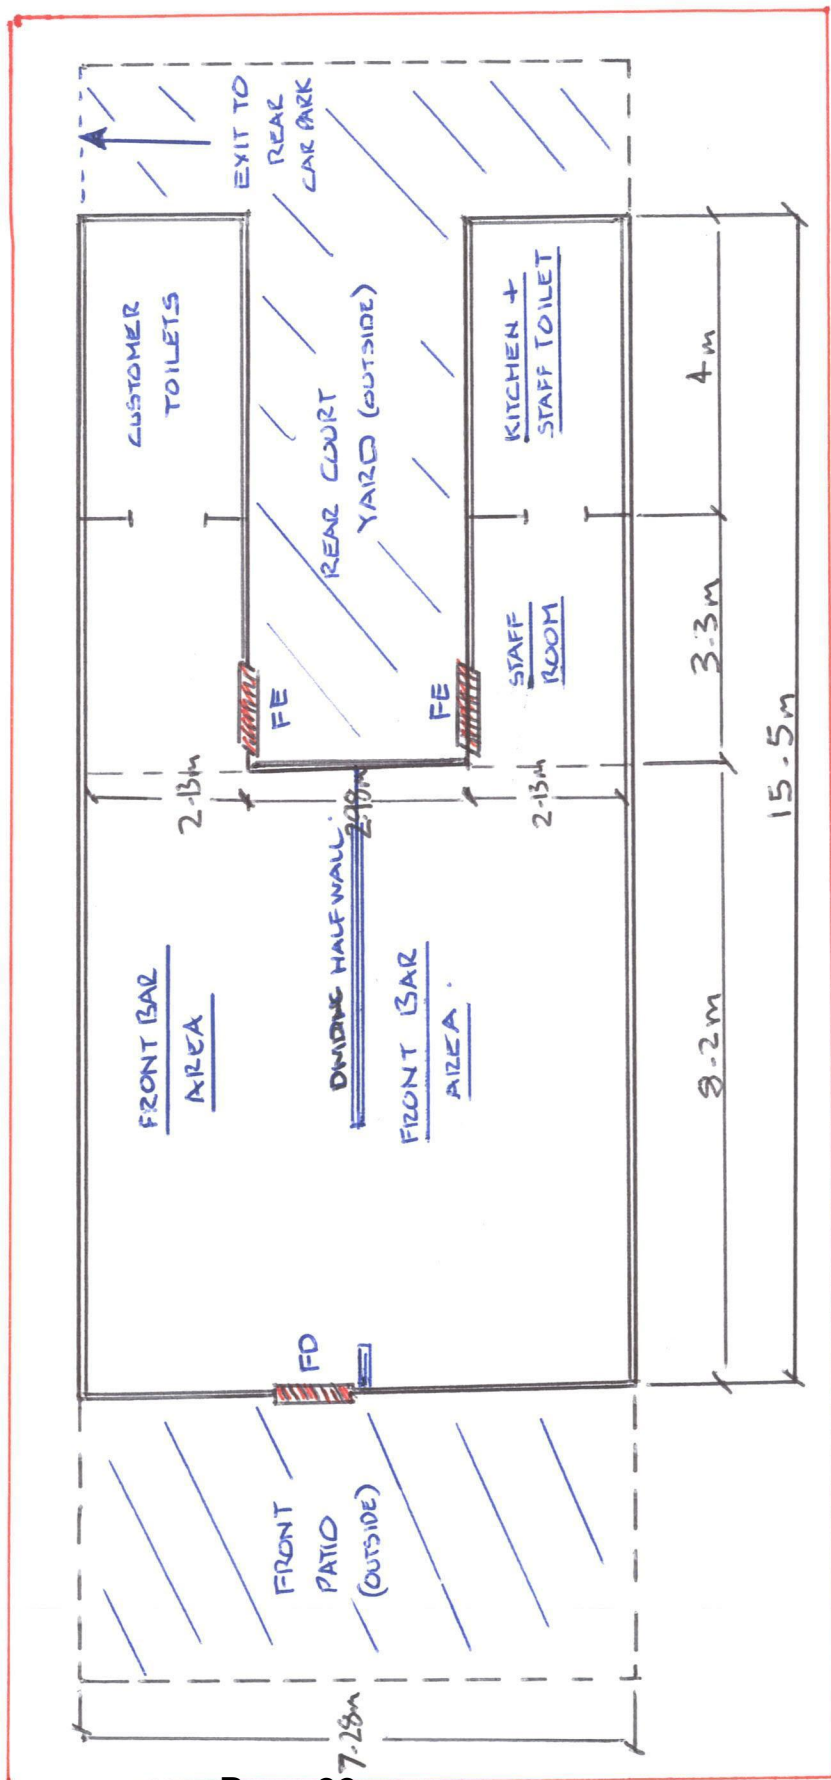 EXIT TO
REAR
CAR PARK
CUSTOMER
TOILETS
REAR COURT
YARD (OUTSIDE)
KITCHEN +
STAFF TOILET
4m
STAFF
ROOM
3.3m
FE
FE
2.13m
2.13m
15.5m
DIVIDING HALFWALL.
FRONT BAR
AREA
FRONT BAR
AREA.
8.2m
FD
FRONT
PATIO
(OUTSIDE)
7.28m